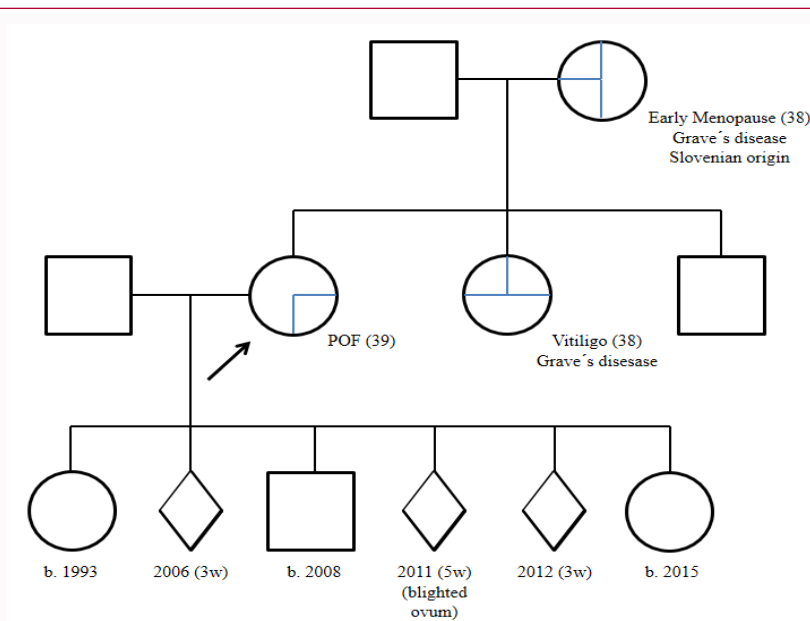 Early Menopause (38)
Grave´s disease
Slovenian origin
POF (39)
Vitiligo (38)
Grave´s disesase
b. 1993
2006 (3w)
b. 2008
2011 (5w)
(blighted
ovum)
2012 (3w)
b. 2015